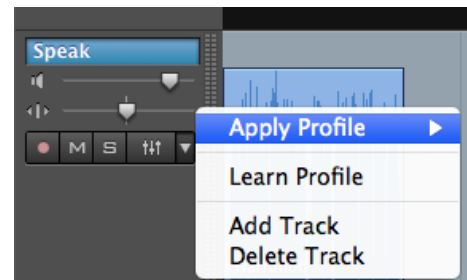 Speak
M S
Apply Profile
Learn Profile
Add Track
Delete Track